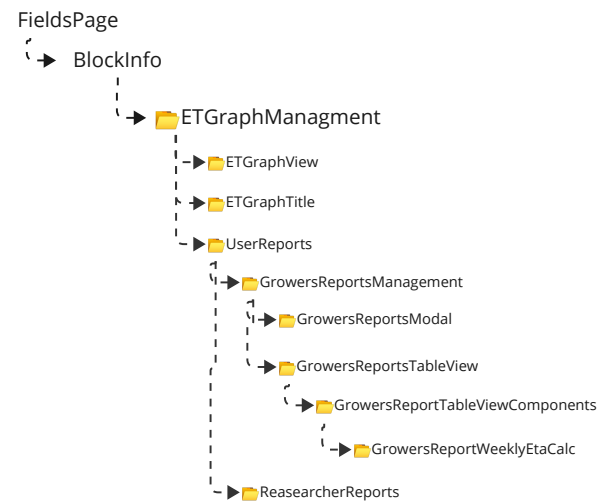 FieldsPage
BlockInfo
ETGraphManagment
ETGraphView
ETGraphTitle
UserReports
GrowersReportsManagement
GrowersReportsModal
GrowersReportsTableView
GrowersReportTableViewComponents
GrowersReportWeeklyEtaCalc
ReasearcherReports